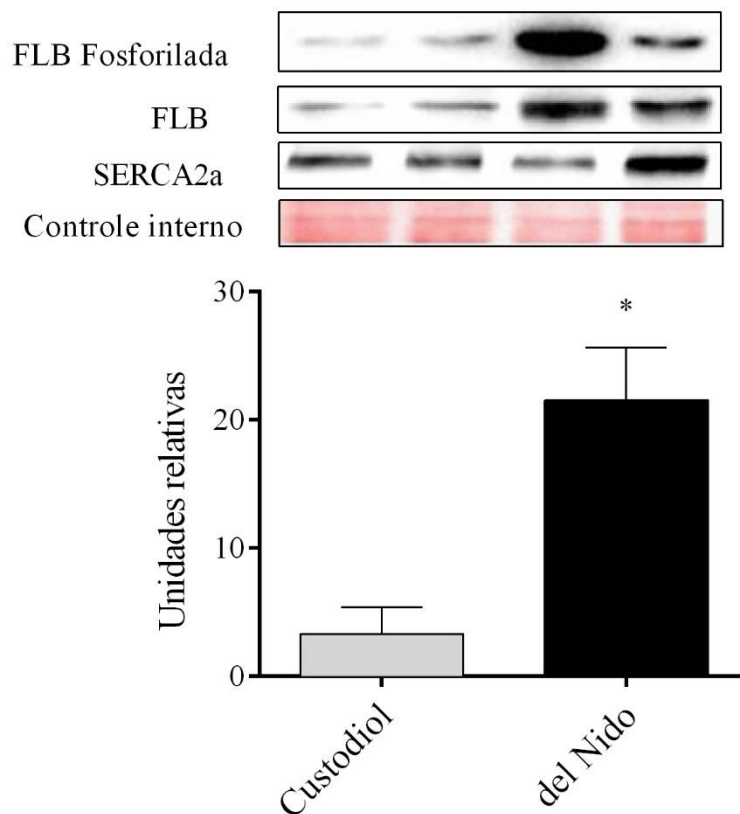 FLB Fosforilada
FLB
SERCA2a
Controle interno
30
*
20
Unidades relativas
10
0
Custodiol
del Nido